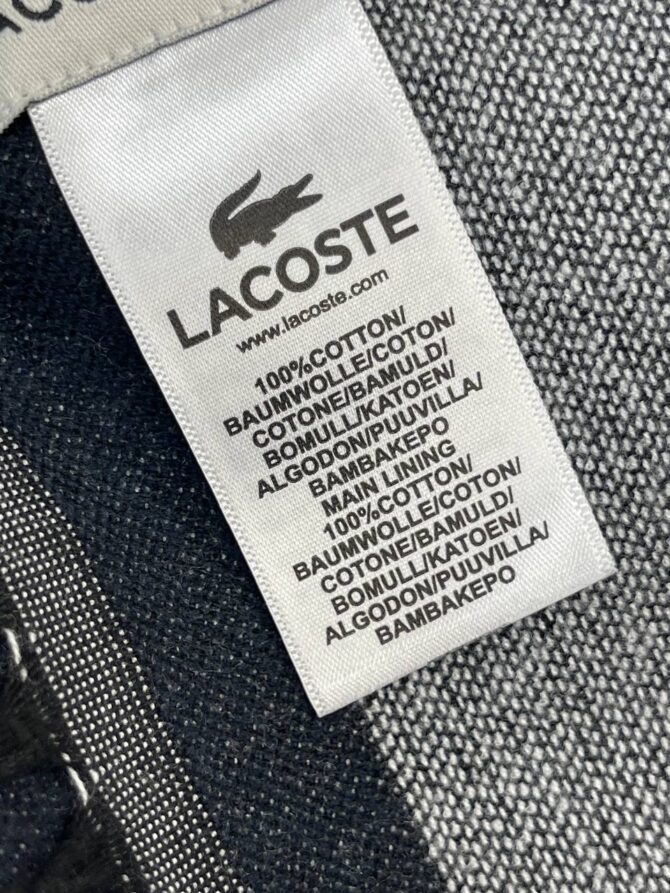 LACOSTE
www.lacoste.com
100%COTTON/
BAUMWOLLE/COTON/
COTONE/BAMULD/
BOMULL/KATOEN/
ALGODON/PUUVILLA/
BAMBAKEPO
MAIN LINING
100%COTTON/
BAUMWOLLE/COTON/
COTONE/BAMULD/
BOMULL/KATOEN/
ALGODON/PUUVILLA/
BAMBAKEPO